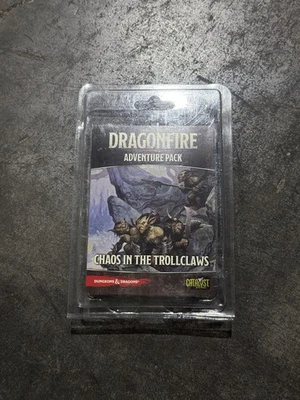 DRAGONFIRE
ADVENTURE PACK
CHAOS IN THE TROLLCLAWS
DUNGEONS & DRAGONS
CATALYST